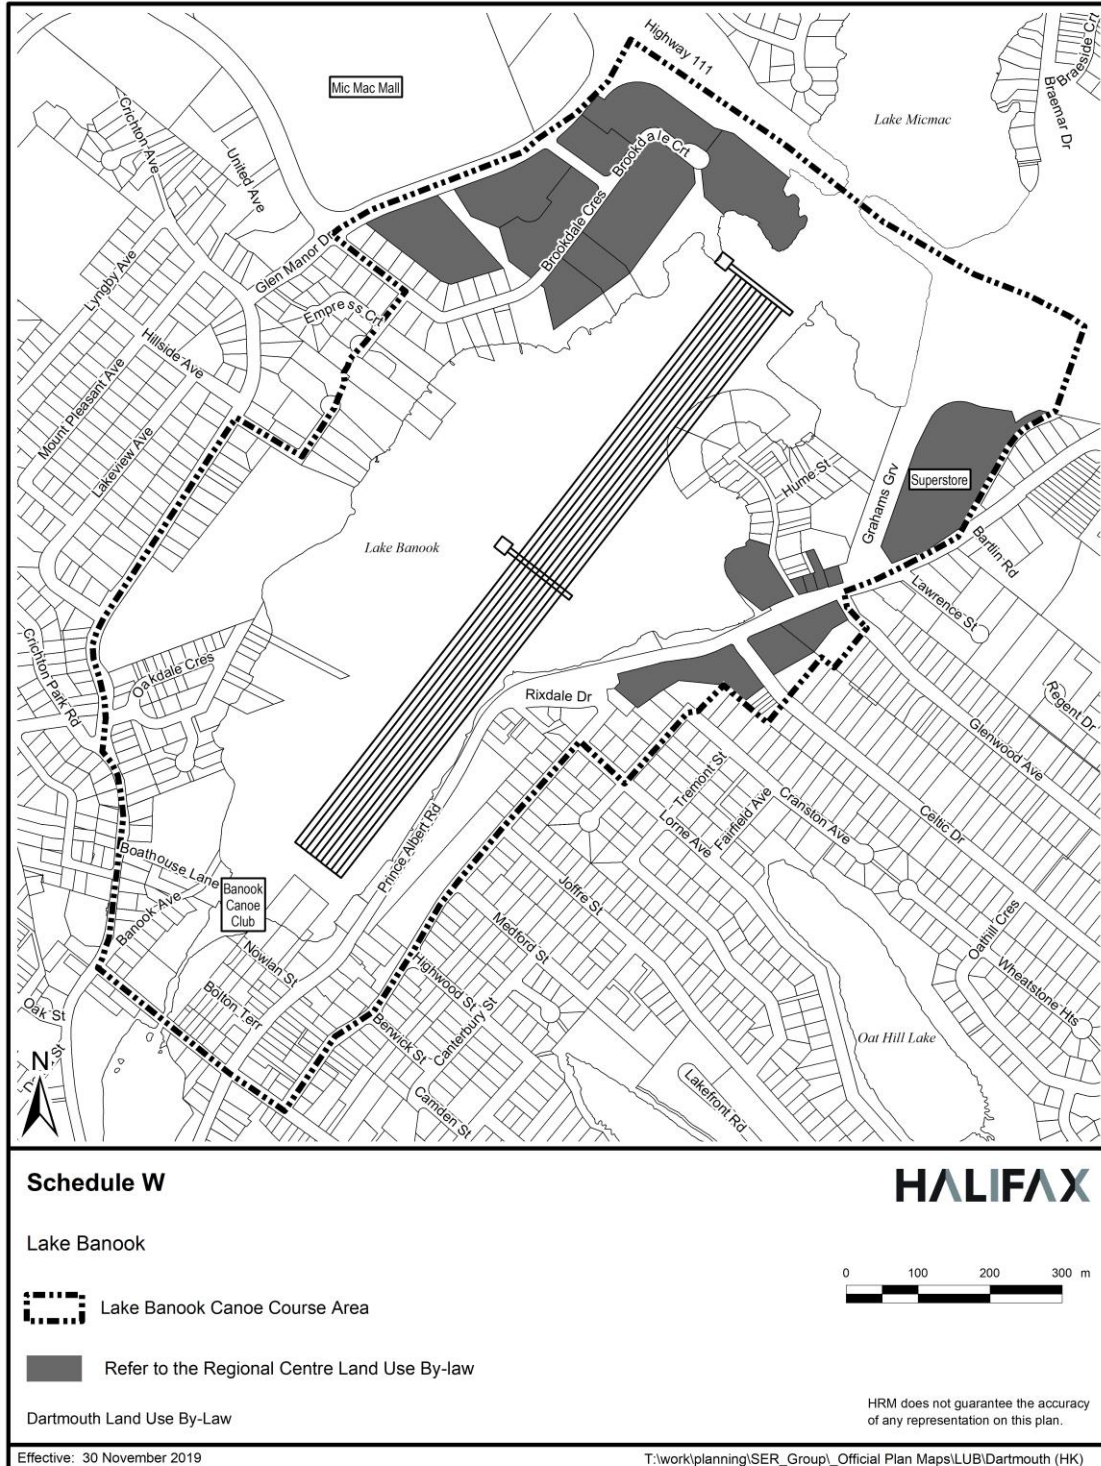 Highway 111
Mic Mac Mall
Lake Micmac
Braeside Crt
Braemar Dr
Crichton Ave
United Ave
Brookdale Crt
Brookdale Cres
Glen Manor Dr
Lyngby Ave
Empress Crt
Hillside Ave
Mount Pleasant Ave
Lakeview Ave
Hume St
Superstore
Grahams Grv
Bartlin Rd
Lake Banook
Lawrence St
Crichton Park Rd
Oakdale Cres
Rixdale Dr
Regent Dr
Glenwood Ave
Tremont St
Cranston Ave
Celtic Dr
Fairfield Ave
Lorne Ave
Prince Albert Rd
Boathouse Lane
Joffre St
Banook
Canoe
Club
Banook Ave
Medford St
Oathill Cres
Nowlan St
Highwood St
Wheatstone Hts
Bolton Terr
Oak St
Canterbury St
Berwick St
Oat Hill Lake
St
N
Camden St
Lakefront Rd
Schedule W
HALIFAX
Lake Banook
0 100 200 300 m
Lake Banook Canoe Course Area
Refer to the Regional Centre Land Use By-law
HRM does not guarantee the accuracy
of any representation on this plan.
Dartmouth Land Use By-Law
Effective: 30 November 2019
T:\work\planning\SER_Group\_Official Plan Maps\LUB\Dartmouth (HK)